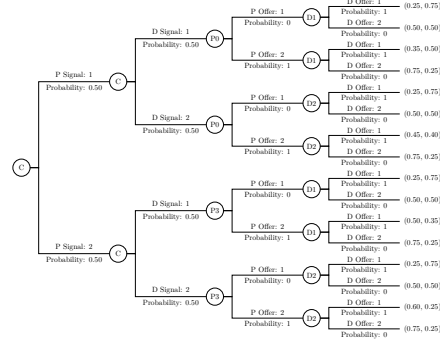 C
P Signal: 1
Probability: 0.50
C
D Signal: 1
Probability: 0.50
P0
P Offer: 1
Probability: 0
D1
D Offer: 1
Probability: 1
(0.25, 0.75)
D Offer: 2
Probability: 0
(0.50, 0.50)
P Offer: 2
Probability: 1
D1
D Offer: 1
Probability: 1
(0.35, 0.50)
D Offer: 2
Probability: 0
(0.75, 0.25)
D Signal: 2
Probability: 0.50
P0
P Offer: 1
Probability: 0
D2
D Offer: 1
Probability: 1
(0.25, 0.75)
D Offer: 2
Probability: 0
(0.50, 0.50)
P Offer: 2
Probability: 1
D2
D Offer: 1
Probability: 1
(0.45, 0.40)
D Offer: 2
Probability: 0
(0.75, 0.25)
P Signal: 2
Probability: 0.50
C
D Signal: 1
Probability: 0.50
P3
P Offer: 1
Probability: 0
D1
D Offer: 1
Probability: 1
(0.25, 0.75)
D Offer: 2
Probability: 0
(0.50, 0.50)
P Offer: 2
Probability: 1
D1
D Offer: 1
Probability: 1
(0.50, 0.35)
D Offer: 2
Probability: 0
(0.75, 0.25)
D Signal: 2
Probability: 0.50
P3
P Offer: 1
Probability: 0
D2
D Offer: 1
Probability: 1
(0.25, 0.75)
D Offer: 2
Probability: 0
(0.50, 0.50)
P Offer: 2
Probability: 1
D2
D Offer: 1
Probability: 1
(0.60, 0.25)
D Offer: 2
Probability: 0
(0.75, 0.25)